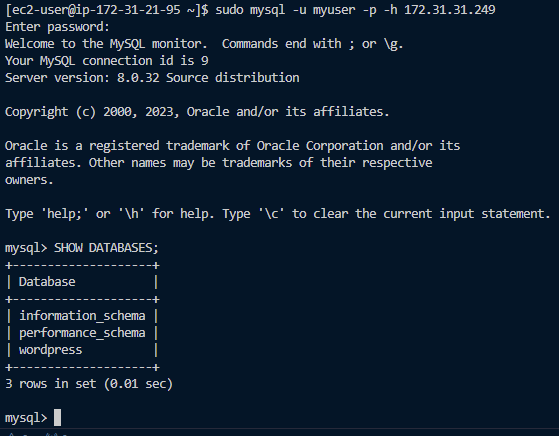 [ec2-user@ip-172-31-21-95 ~]$ sudo mysql -u myuser -p -h 172.31.31.249
Enter password:
Welcome to the MySQL monitor.  Commands end with ; or \g.
Your MySQL connection id is 9
Server version: 8.0.32 Source distribution

Copyright (c) 2000, 2023, Oracle and/or its affiliates.

Oracle is a registered trademark of Oracle Corporation and/or its
affiliates. Other names may be trademarks of their respective
owners.

Type 'help;' or '\h' for help. Type '\c' to clear the current input statement.

mysql> SHOW DATABASES;
+--------------------+
| Database           |
+--------------------+
| information_schema |
| performance_schema |
| wordpress          |
+--------------------+
3 rows in set (0.01 sec)

mysql>